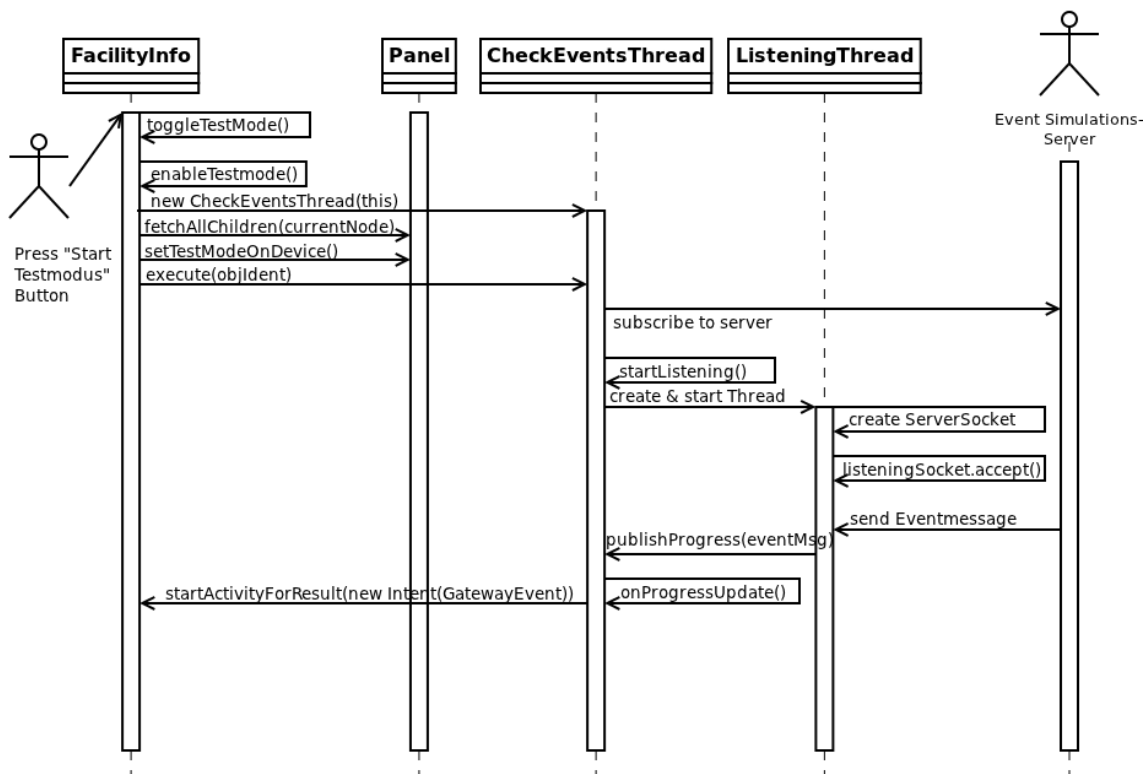 FacilityInfo
Panel
CheckEventsThread
ListeningThread
Event Simulations-
Server
toggleTestMode()
enableTestmode()
new CheckEventsThread(this)
fetchAllChildren(currentNode)
Press "Start
Testmodus"
Button
setTestModeOnDevice()
execute(objIdent)
subscribe to server
startListening()
create & start Thread
create ServerSocket
listeningSocket.accept()
send Eventmessage
publishProgress(eventMsg)
startActivityForResult(new Intent(GatewayEvent))
onProgressUpdate()